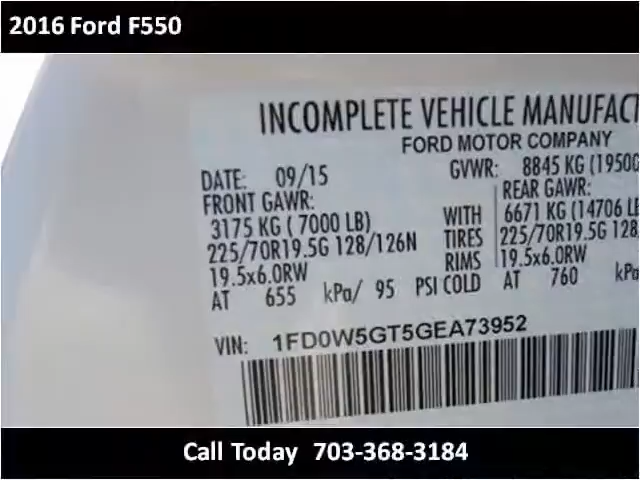 2016 Ford F550
INCOMPLETE VEHICLE MANUFACT
FORD MOTOR COMPANY
DATE: 09/15 GVWR: 8845 KG (19500
FRONT GAWR: REAR GAWR:
3175 KG ( 7000 LB) WITH 6671 KG (14706 LB
225/70R19.5G 128/126N TIRES 225/70R19.5G 128
19.5x6.0RW RIMS 19.5x6.0RW
AT 655 kPa/ 95 PSI COLD AT 760 kPa
VIN: 1FD0W5GT5GEA73952
Call Today 703-368-3184